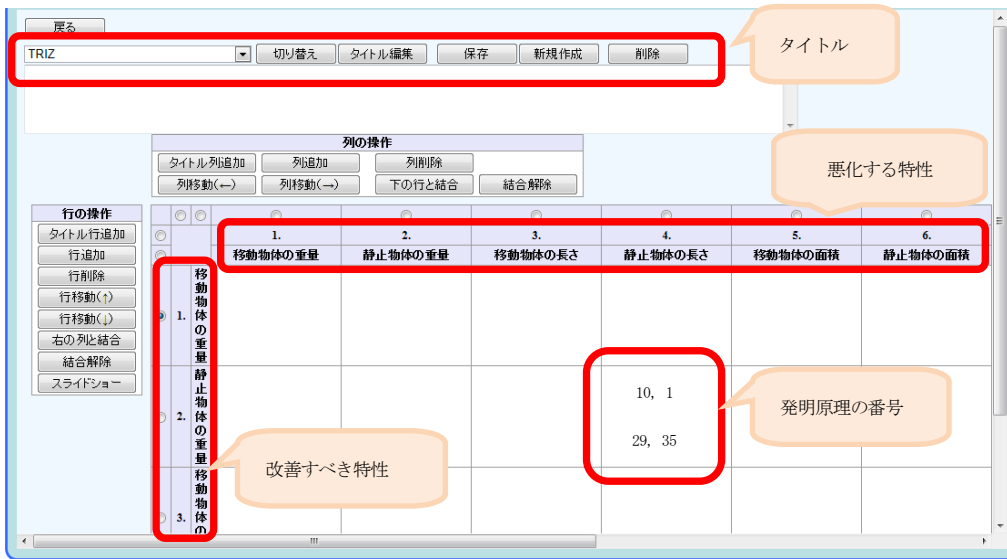 戻る
TRIZ 切り替え タイトル編集 保存 新規作成 削除
タイトル
列の操作
タイトル列追加 列追加 列削除
列移動(←) 列移動(→) 下の行と結合 結合解除
悪化する特性
行の操作
タイトル行追加
行追加
行削除
行移動(↑)
行移動(↓)
右の列と結合
結合解除
スライドショー
1. 2. 3. 4. 5. 6.
移動物体の重量 静止物体の重量 移動物体の長さ 静止物体の長さ 移動物体の面積 静止物体の面積
1. 移動物体の重量
2. 静止物体の重量
10, 1
29, 35
発明原理の番号
改善すべき特性
3. 移動物体の